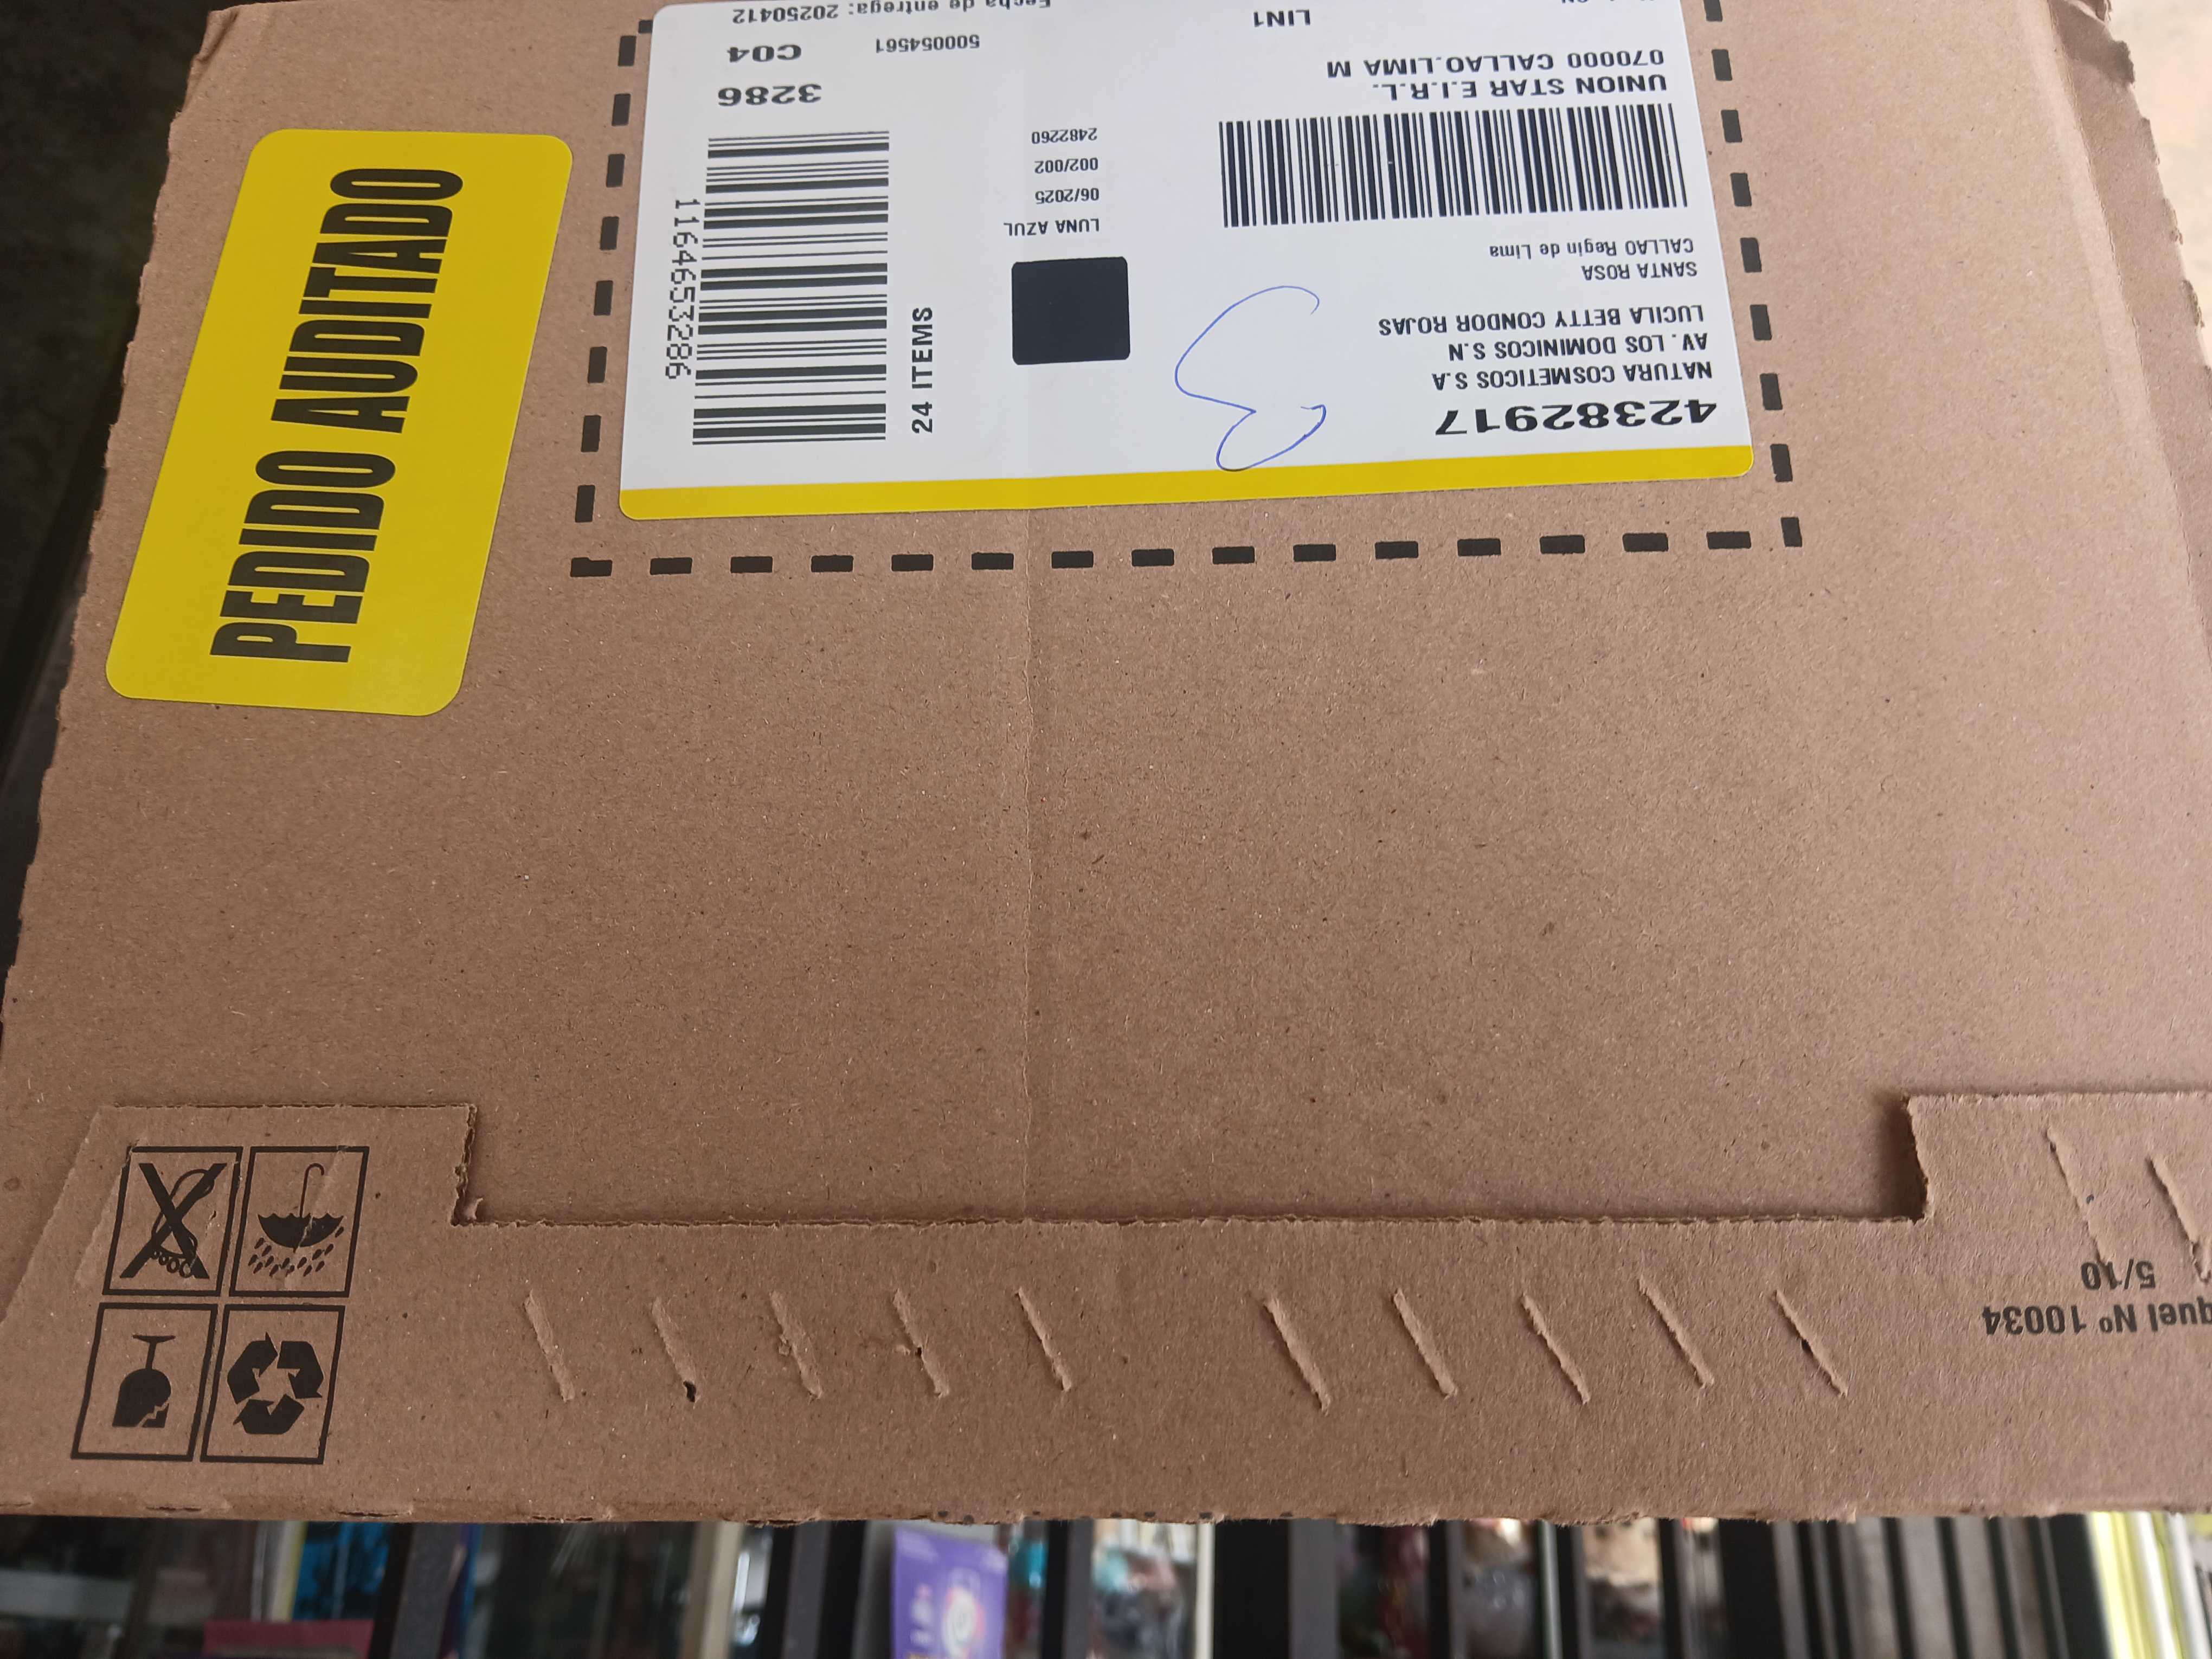 PEDIDO AUDITADO
42382917
NATURA COSMETICOS S.A
AV. LOS DOMINICOS S.N
LUCILA BETTY CONDOR ROJAS
SANTA ROSA
CALLAO Regin de Lima
UNION STAR E.I.R.L.
070000 CALLAO.LIMA M
LIN1
LUNA AZUL
06/2025
002/002
2482260
24 ITEMS
1164653286
3286
C04
500054561
Fecha de entrega: 20250412
quel Nº 10034
5/10